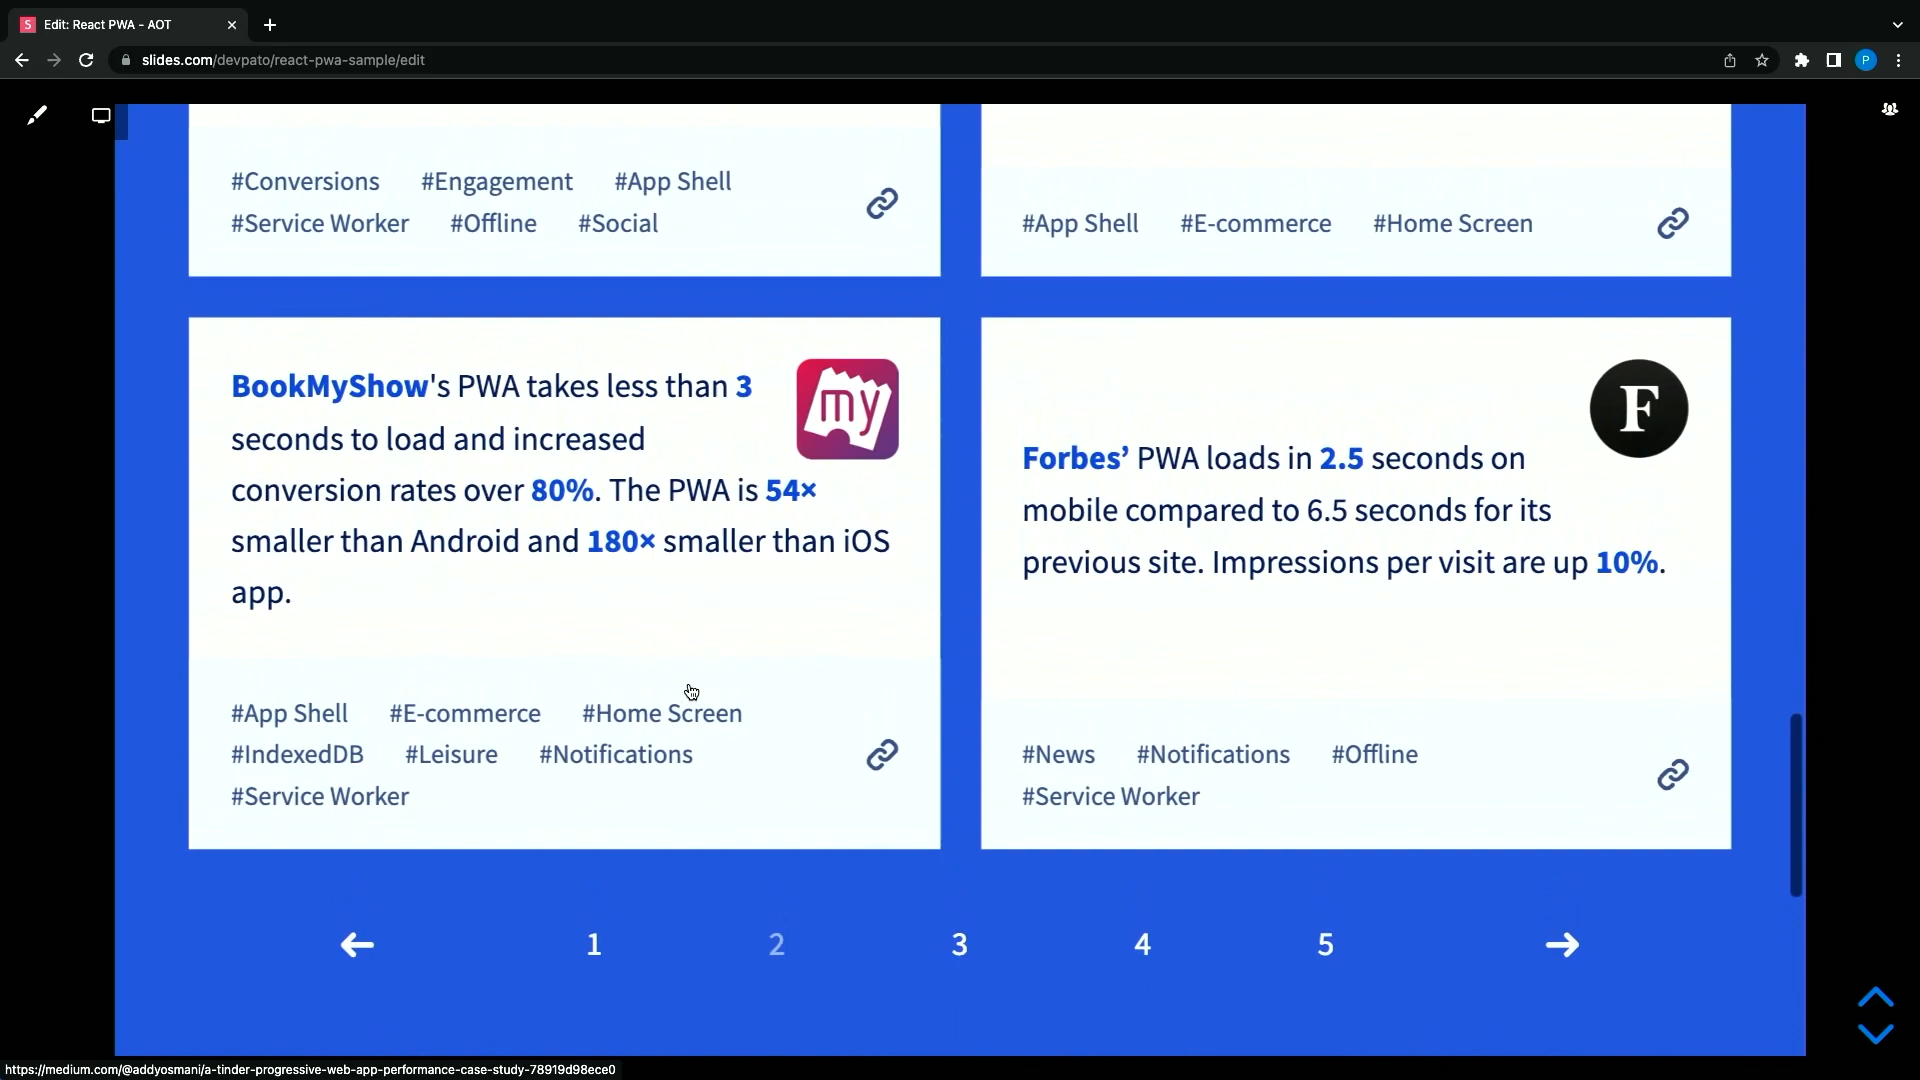 Edit: React PWA - AOT
slides.com/devpato/react-pwa-sample/edit
P
#Conversions #Engagement #App Shell
#Service Worker #Offline #Social
#App Shell #E-commerce #Home Screen
BookMyShow's PWA takes less than 3
seconds to load and increased
conversion rates over 80%. The PWA is 54×
smaller than Android and 180× smaller than iOS
app.
my
#App Shell #E-commerce #Home Screen
#IndexedDB #Leisure #Notifications
#Service Worker
F
Forbes’ PWA loads in 2.5 seconds on
mobile compared to 6.5 seconds for its
previous site. Impressions per visit are up 10%.
#News #Notifications #Offline
#Service Worker
1 2 3 4 5
https://medium.com/@addyosmani/a-tinder-progressive-web-app-performance-case-study-78919d98ece0